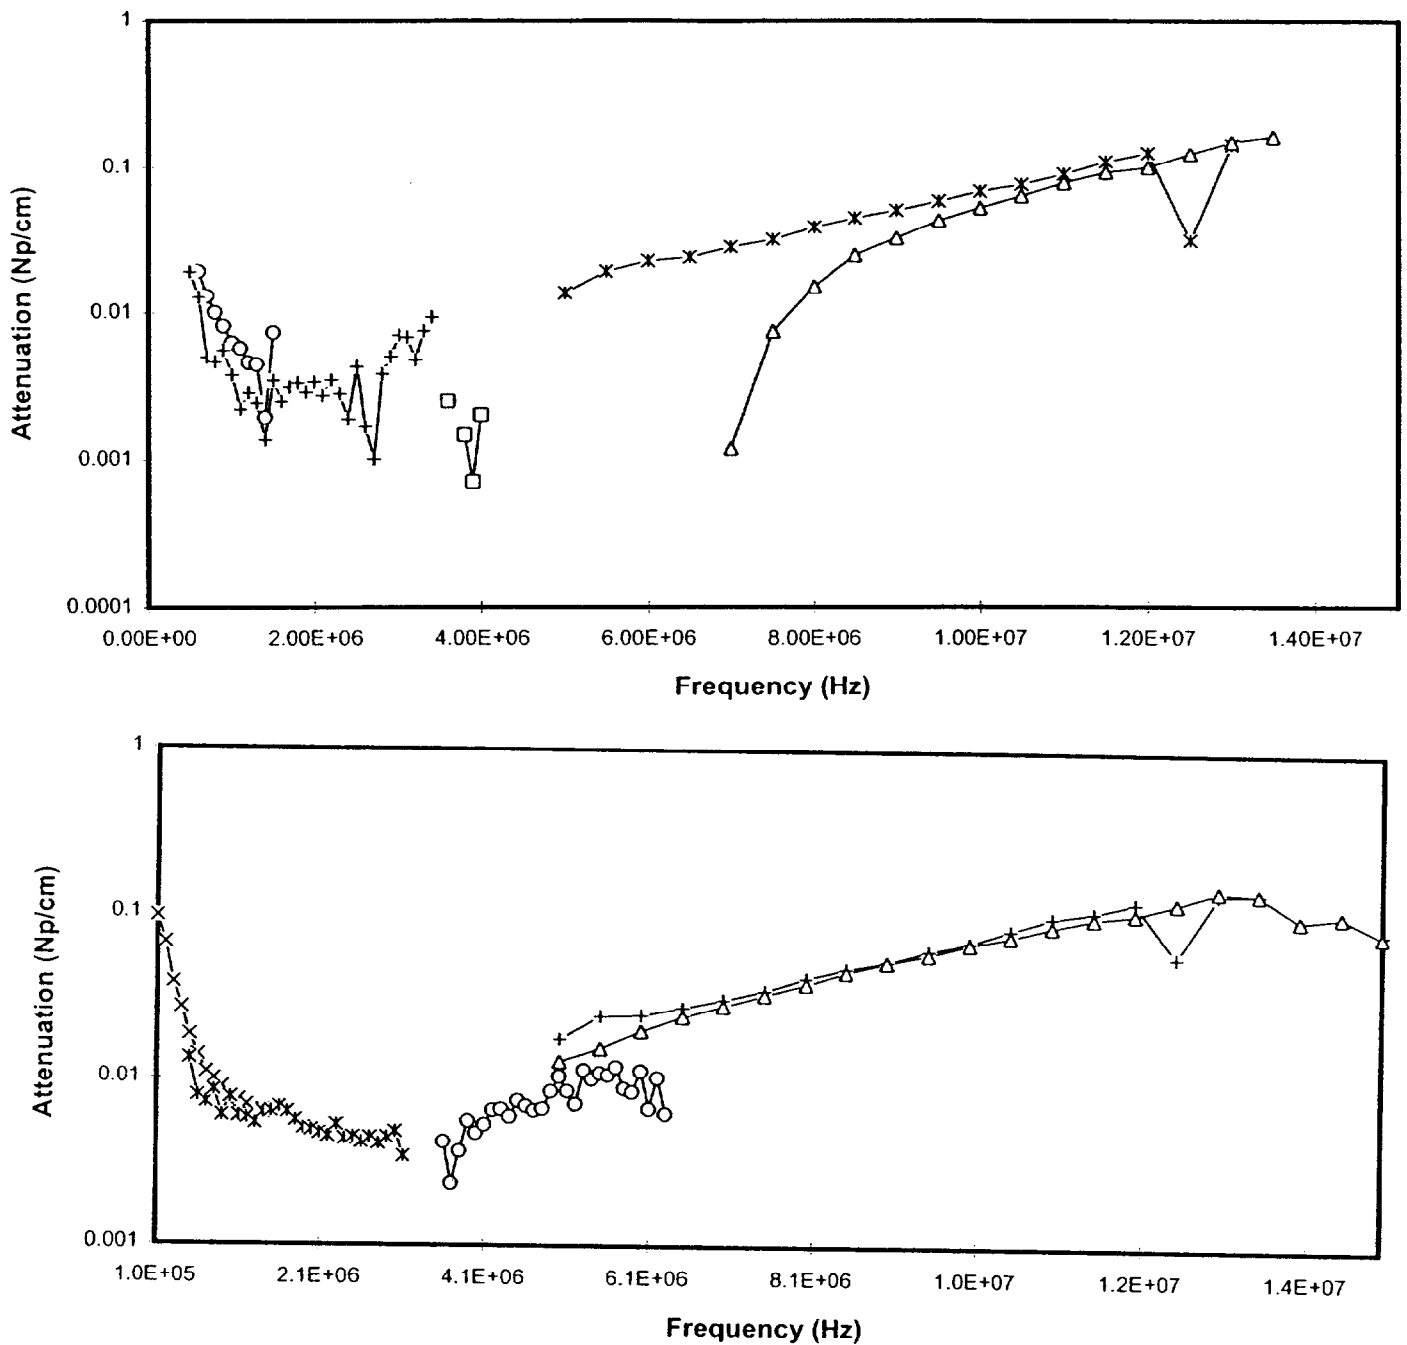 1
0.1
0.01
0.001
0.0001
Attenuation (Np/cm)
0.00E+00 2.00E+06 4.00E+06 6.00E+06 8.00E+06 1.00E+07 1.20E+07 1.40E+07
Frequency (Hz)
1
0.1
0.01
0.001
Attenuation (Np/cm)
1.0E+05 2.1E+06 4.1E+06 6.1E+06 8.1E+06 1.0E+07 1.2E+07 1.4E+07
Frequency (Hz)